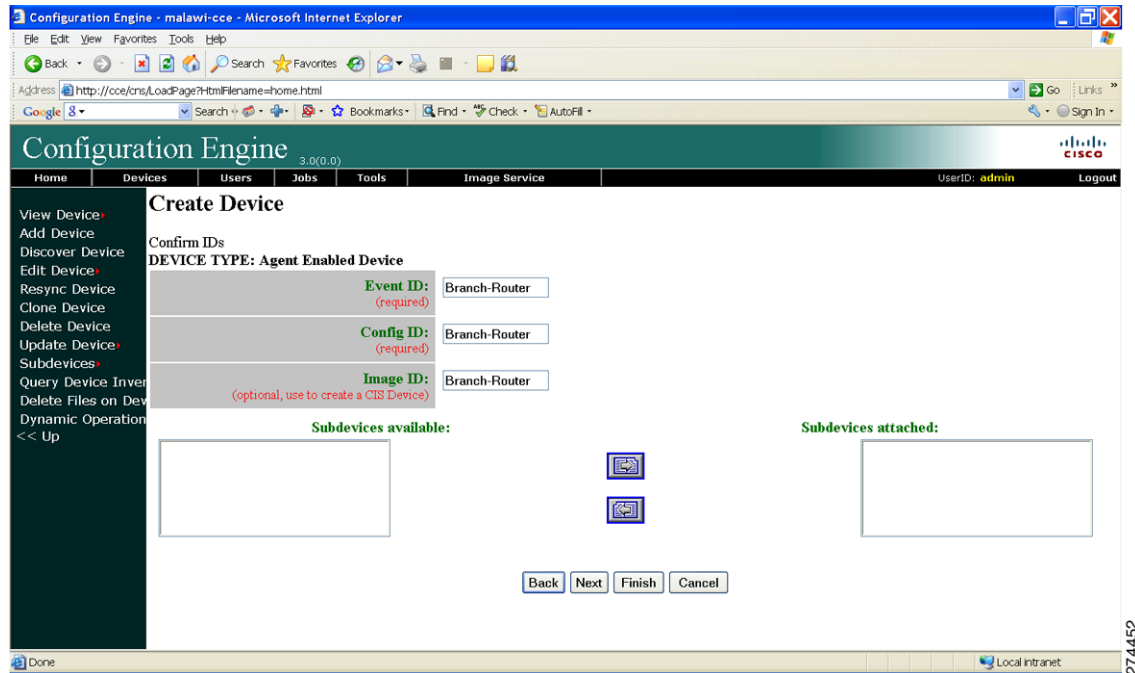 Configuration Engine - malawi-cce - Microsoft Internet Explorer
File Edit View Favorites Tools Help
Back Search Favorites
Address http://cce/cns/LoadPage?HtmlFilename=home.html Go Links »
Google Search Bookmarks Find Check AutoFill Sign In
Configuration Engine 3.0(0.0)
CISCO
Home Devices Users Jobs Tools Image Service UserID: admin Logout
View Device
Add Device
Discover Device
Edit Device
Resync Device
Clone Device
Delete Device
Update Device
Subdevices
Query Device Inver
Delete Files on Dev
Dynamic Operation
<< Up
Create Device
Confirm IDs
DEVICE TYPE: Agent Enabled Device
Event ID: Branch-Router
(required)
Config ID: Branch-Router
(required)
Image ID: Branch-Router
(optional, use to create a CIS Device)
Subdevices available: Subdevices attached:
Back Next Finish Cancel
Done Local intranet
274452